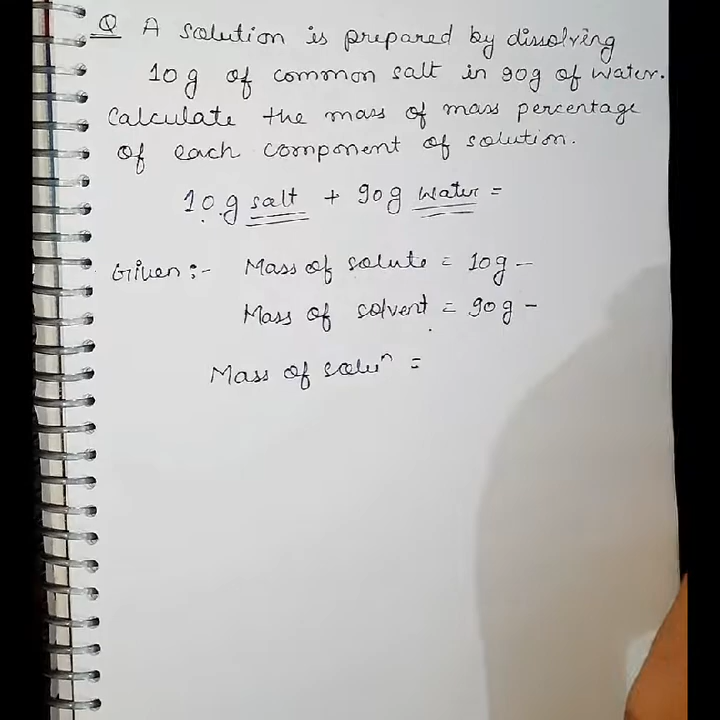 Q A solution is prepared by dissolving
10g of common salt in 90g of water.
Calculate the mass of mass percentage
of each component of solution.
10g salt + 90g water =
Given :- Mass of solute = 10g -
Mass of solvent = 90g -
Mass of soluⁿ =